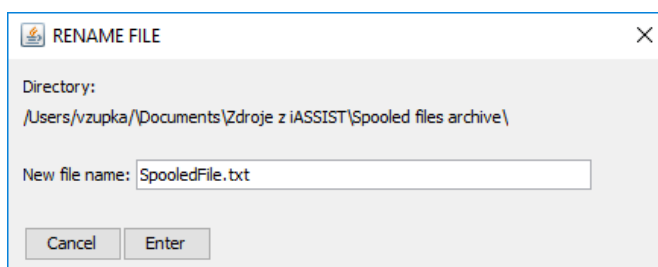 RENAME FILE
Directory:
/Users/vzupka/\Documents\Zdroje z iASSIST\Spooled files archive\
New file name: SpooledFile.txt
Cancel Enter